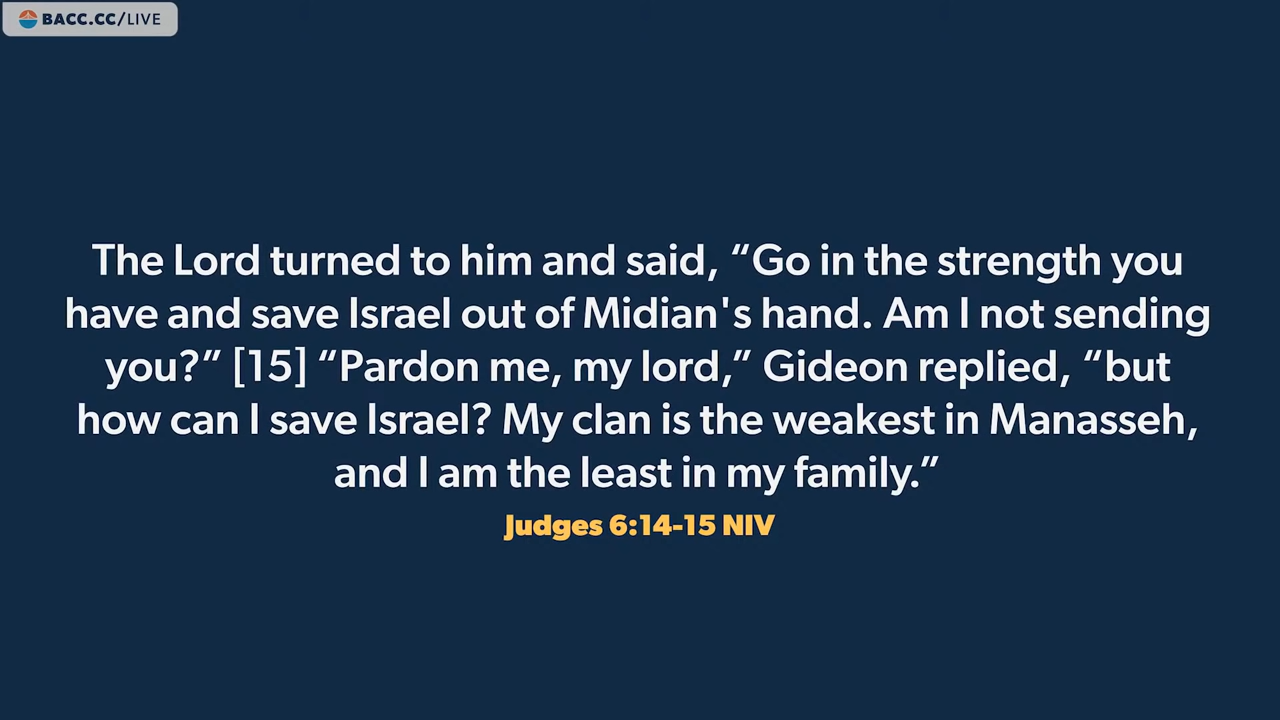 BACC.CC/LIVE
The Lord turned to him and said, “Go in the strength you
have and save Israel out of Midian's hand. Am I not sending
you?” [15] “Pardon me, my lord,” Gideon replied, “but
how can I save Israel? My clan is the weakest in Manasseh,
and I am the least in my family.”
Judges 6:14-15 NIV